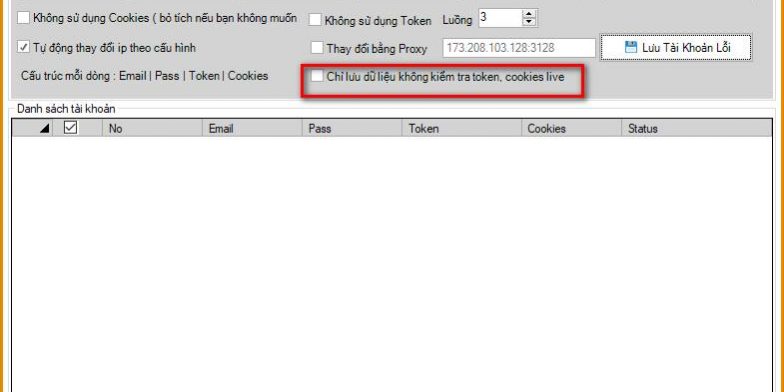 Không sử dụng Cookies ( bỏ tích nếu bạn không muốn Không sử dụng Token Luồng 3
Tự động thay đổi ip theo cấu hình Thay đổi bằng Proxy 173.208.103.128:3128 Lưu Tài Khoản Lỗi
Cấu trúc mỗi dòng : Email | Pass | Token | Cookies Chỉ lưu dữ liệu không kiểm tra token, cookies live
Danh sách tài khoản
No Email Pass Token Cookies Status